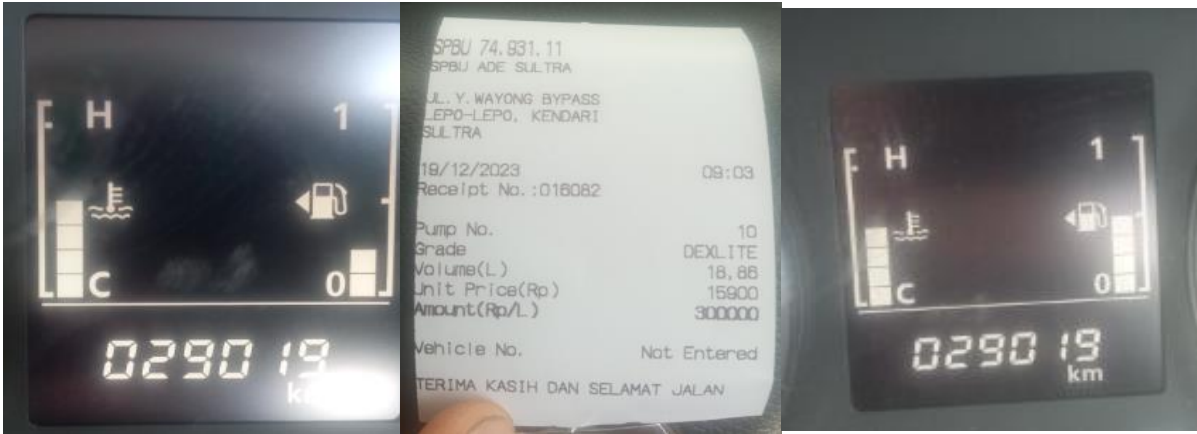 H 1
C 0
029019
km
SPBU 74.931.11
SPBU ADE SULTRA
JL. Y. WAYONG BYPASS
LEPO-LEPO, KENDARI
SULTRA
19/12/2023 09:03
Receipt No.:016082
Pump No. 10
Grade DEXLITE
Volume(L) 18,86
Unit Price(Rp) 15900
Amount(Rp/L) 300000
Vehicle No. Not Entered
TERIMA KASIH DAN SELAMAT JALAN
H 1
C 0
029019
km